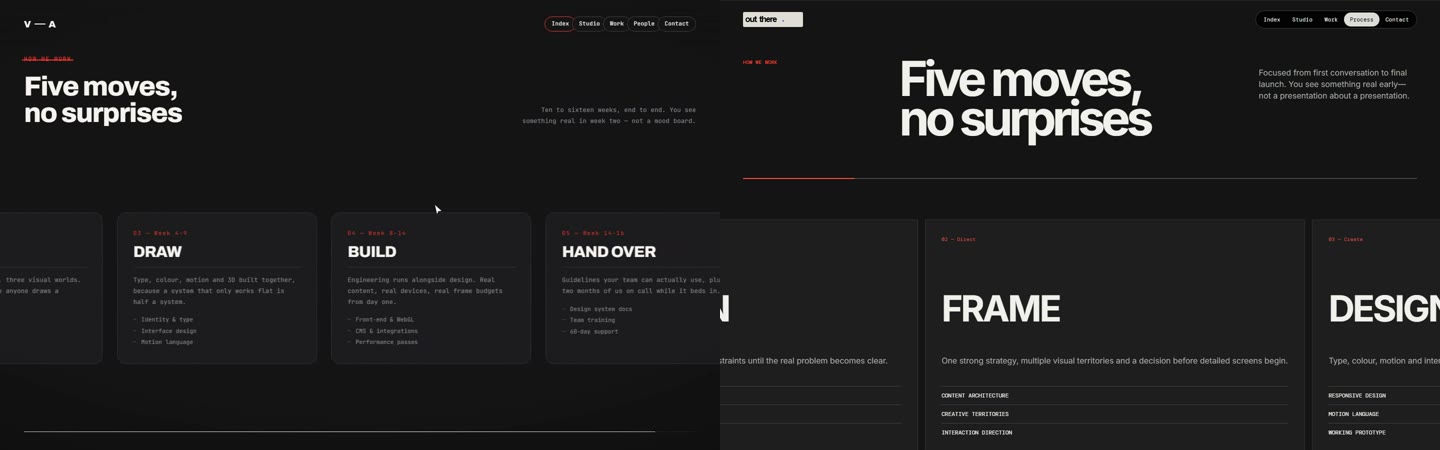 V — A
Index Studio Work People Contact
HOW WE WORK
Five moves,
no surprises
Ten to sixteen weeks, end to end. You see
something real in week two — not a mood board.
three visual worlds.
anyone draws a
03 — Week 4-9
DRAW
Type, colour, motion and 3D built together,
because a system that only works flat is
half a system.
— Identity & type
— Interface design
— Motion language
04 — Week 8-14
BUILD
Engineering runs alongside design. Real
content, real devices, real frame budgets
from day one.
— Front-end & WebGL
— CMS & integrations
— Performance passes
05 — Week 14-16
HAND OVER
Guidelines your team can actually use, plu
two months of us on call while it beds in.
— Design system docs
— Team training
— 60-day support
out there .
Index Studio Work Process Contact
HOW WE WORK
Five moves,
no surprises
Focused from first conversation to final
launch. You see something real early—
not a presentation about a presentation.
N
straints until the real problem becomes clear.
02 — Direct
FRAME
One strong strategy, multiple visual territories and a decision before detailed screens begin.
CONTENT ARCHITECTURE
CREATIVE TERRITORIES
INTERACTION DIRECTION
03 — Create
DESIGN
Type, colour, motion and inter
RESPONSIVE DESIGN
MOTION LANGUAGE
WORKING PROTOTYPE